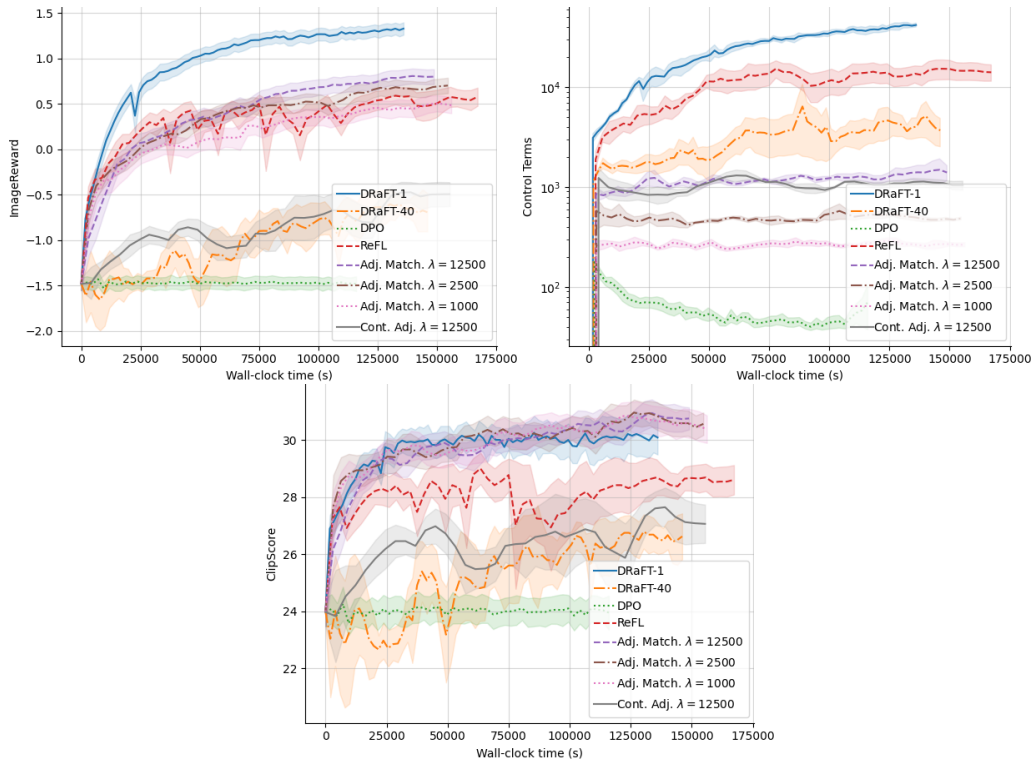 1.5
1.0
0.5
0.0
−0.5
−1.0
−1.5
−2.0
ImageReward
DRaFT-1
DRaFT-40
DPO
ReFL
Adj. Match. λ = 12500
Adj. Match. λ = 2500
Adj. Match. λ = 1000
Cont. Adj. λ = 12500
0 25000 50000 75000 100000 125000 150000 175000
Wall-clock time (s)
10⁴
10³
10²
Control Terms
DRaFT-1
DRaFT-40
DPO
ReFL
Adj. Match. λ = 12500
Adj. Match. λ = 2500
Adj. Match. λ = 1000
Cont. Adj. λ = 12500
0 25000 50000 75000 100000 125000 150000 175000
Wall-clock time (s)
30
28
26
24
22
ClipScore
DRaFT-1
DRaFT-40
DPO
ReFL
Adj. Match. λ = 12500
Adj. Match. λ = 2500
Adj. Match. λ = 1000
Cont. Adj. λ = 12500
0 25000 50000 75000 100000 125000 150000 175000
Wall-clock time (s)